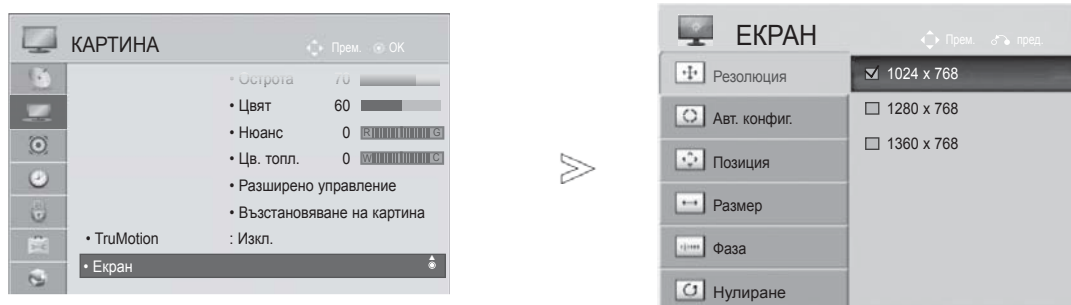 КАРТИНА
Прем. OK
• Острота 70
• Цвят 60
• Нюанс 0 R G
• Цв. топл. 0 W C
• Разширено управление
• Възстановяване на картина
• TruMotion : Изкл.
• Екран
ЕКРАН
Прем. пред.
Резолюция
1024 x 768
Авт. конфиг.
1280 x 768
1360 x 768
Позиция
Размер
Фаза
Нулиране